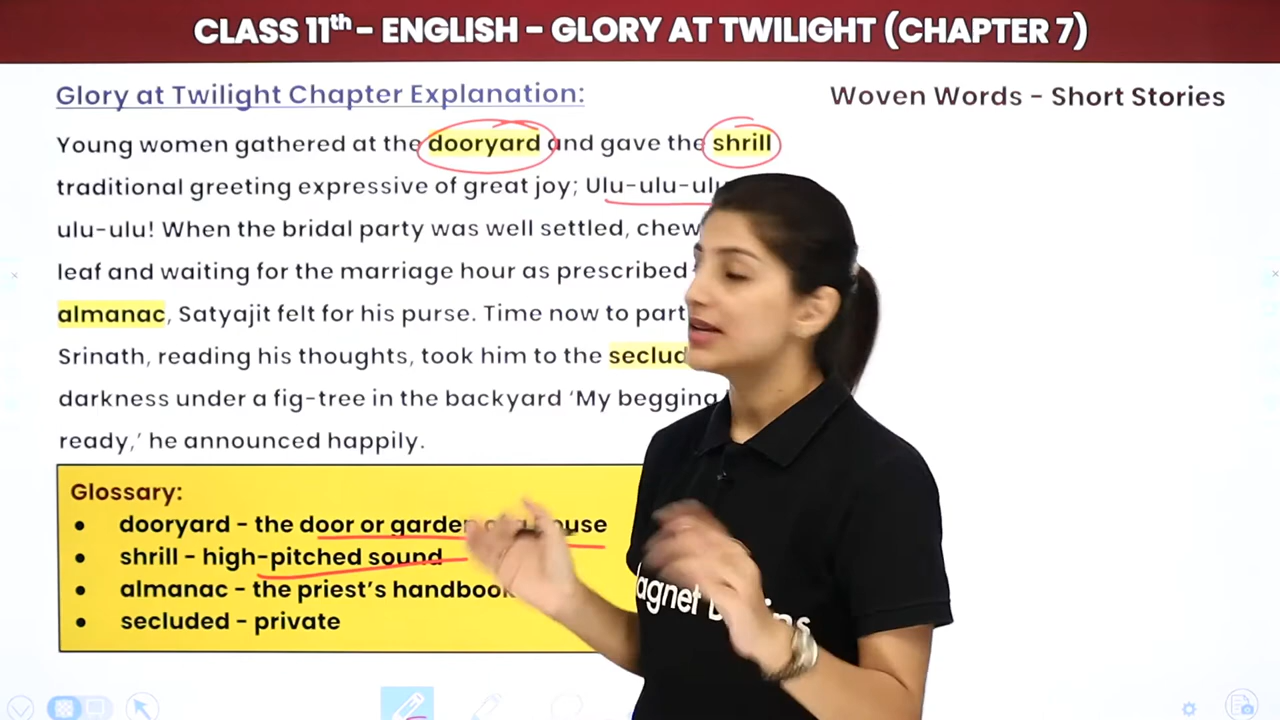 CLASS 11th – ENGLISH – GLORY AT TWILIGHT (CHAPTER 7)
Glory at Twilight Chapter Explanation:
Woven Words – Short Stories
Young women gathered at the dooryard and gave the shrill
traditional greeting expressive of great joy; Ulu-ulu-ulu
ulu-ulu! When the bridal party was well settled, chew
leaf and waiting for the marriage hour as prescribed
almanac, Satyajit felt for his purse. Time now to part
Srinath, reading his thoughts, took him to the seclud
darkness under a fig-tree in the backyard ‘My begging
ready,’ he announced happily.
Glossary:
• dooryard – the door or garden of a house
• shrill – high-pitched sound
• almanac – the priest’s handbook
• secluded – private
agnet